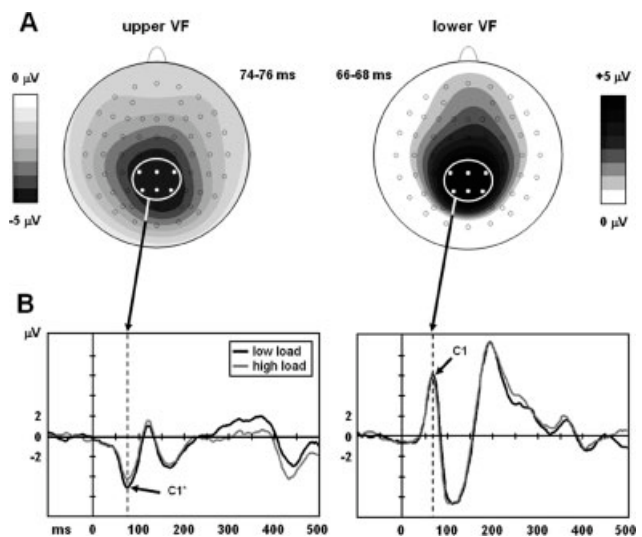 A
upper VF
lower VF
0 µV
74-76 ms
66-68 ms
+5 µV
-5 µV
0 µV
B
µV
low load
high load
C1
2
0
-2
2
0
-2
C1*
ms 0 100 200 300 400 500
0 100 200 300 400 500